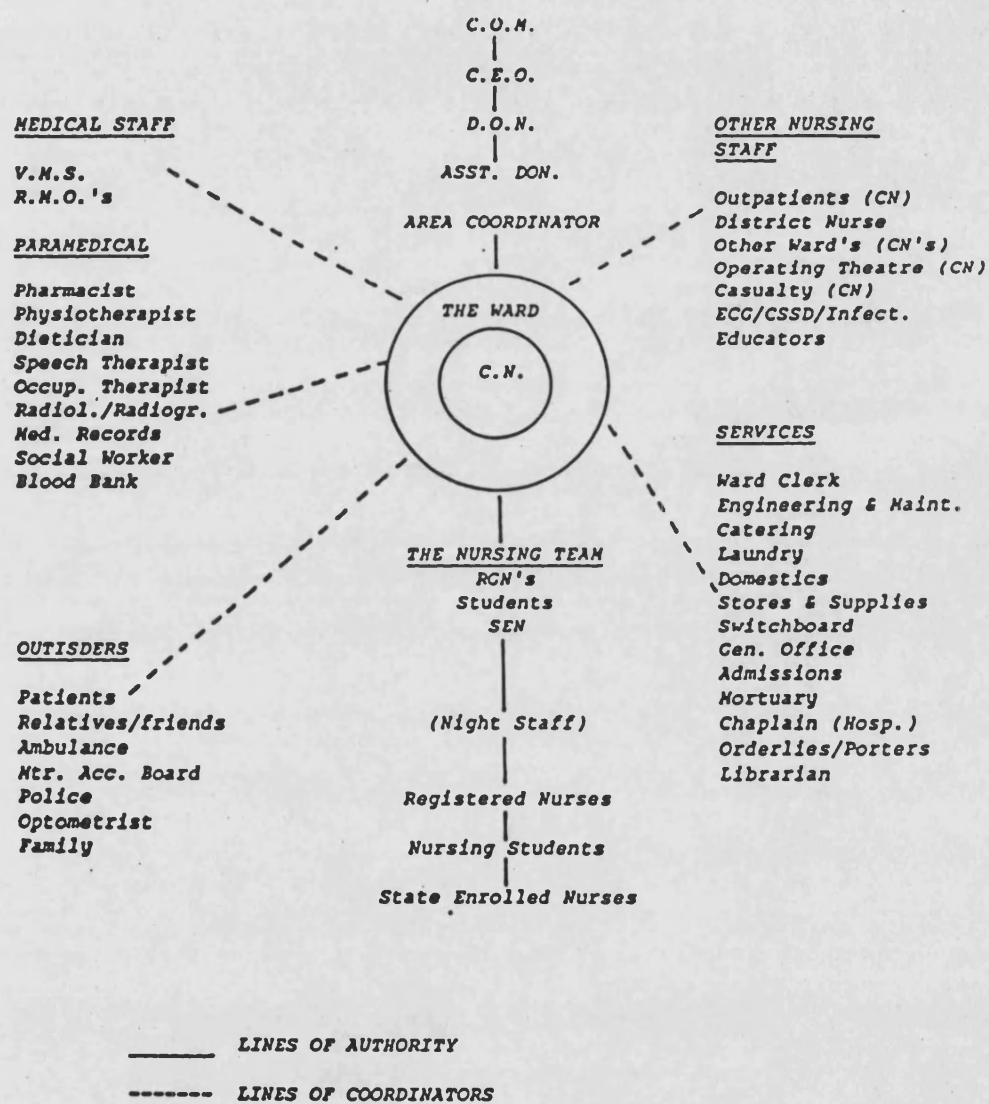 C.O.M.
C.E.O.
D.O.N.
ASST. DON.
AREA COORDINATOR
THE WARD
C.N.
MEDICAL STAFF
V.M.S.
R.M.O.'s
PARAMEDICAL
Pharmacist
Physiotherapist
Dietician
Speech Therapist
Occup. Therapist
Radiol./Radiogr.
Med. Records
Social Worker
Blood Bank
OUTISDERS
Patients
Relatives/friends
Ambulance
Mtr. Acc. Board
Police
Optometrist
Family
THE NURSING TEAM
RGN's
Students
SEN
(Night Staff)
Registered Nurses
Nursing Students
State Enrolled Nurses
OTHER NURSING
STAFF
Outpatients (CN)
District Nurse
Other Ward's (CN's)
Operating Theatre (CN)
Casualty (CN)
ECG/CSSD/Infect.
Educators
SERVICES
Ward Clerk
Engineering & Maint.
Catering
Laundry
Domestics
Stores & Supplies
Switchboard
Gen. Office
Admissions
Mortuary
Chaplain (Hosp.)
Orderlies/Porters
Librarian
LINES OF AUTHORITY
LINES OF COORDINATORS